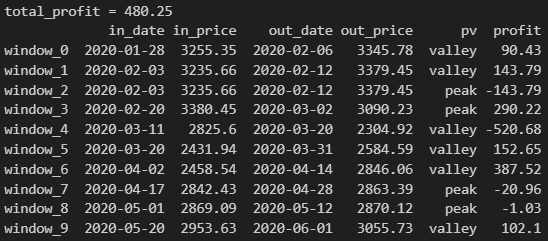 total_profit = 480.25
in_date in_price out_date out_price pv profit
window_0 2020-01-28 3255.35 2020-02-06 3345.78 valley 90.43
window_1 2020-02-03 3235.66 2020-02-12 3379.45 valley 143.79
window_2 2020-02-03 3235.66 2020-02-12 3379.45 peak -143.79
window_3 2020-02-20 3380.45 2020-03-02 3090.23 peak 290.22
window_4 2020-03-11 2825.6 2020-03-20 2304.92 valley -520.68
window_5 2020-03-20 2431.94 2020-03-31 2584.59 valley 152.65
window_6 2020-04-02 2458.54 2020-04-14 2846.06 valley 387.52
window_7 2020-04-17 2842.43 2020-04-28 2863.39 peak -20.96
window_8 2020-05-01 2869.09 2020-05-12 2870.12 peak -1.03
window_9 2020-05-20 2953.63 2020-06-01 3055.73 valley 102.1